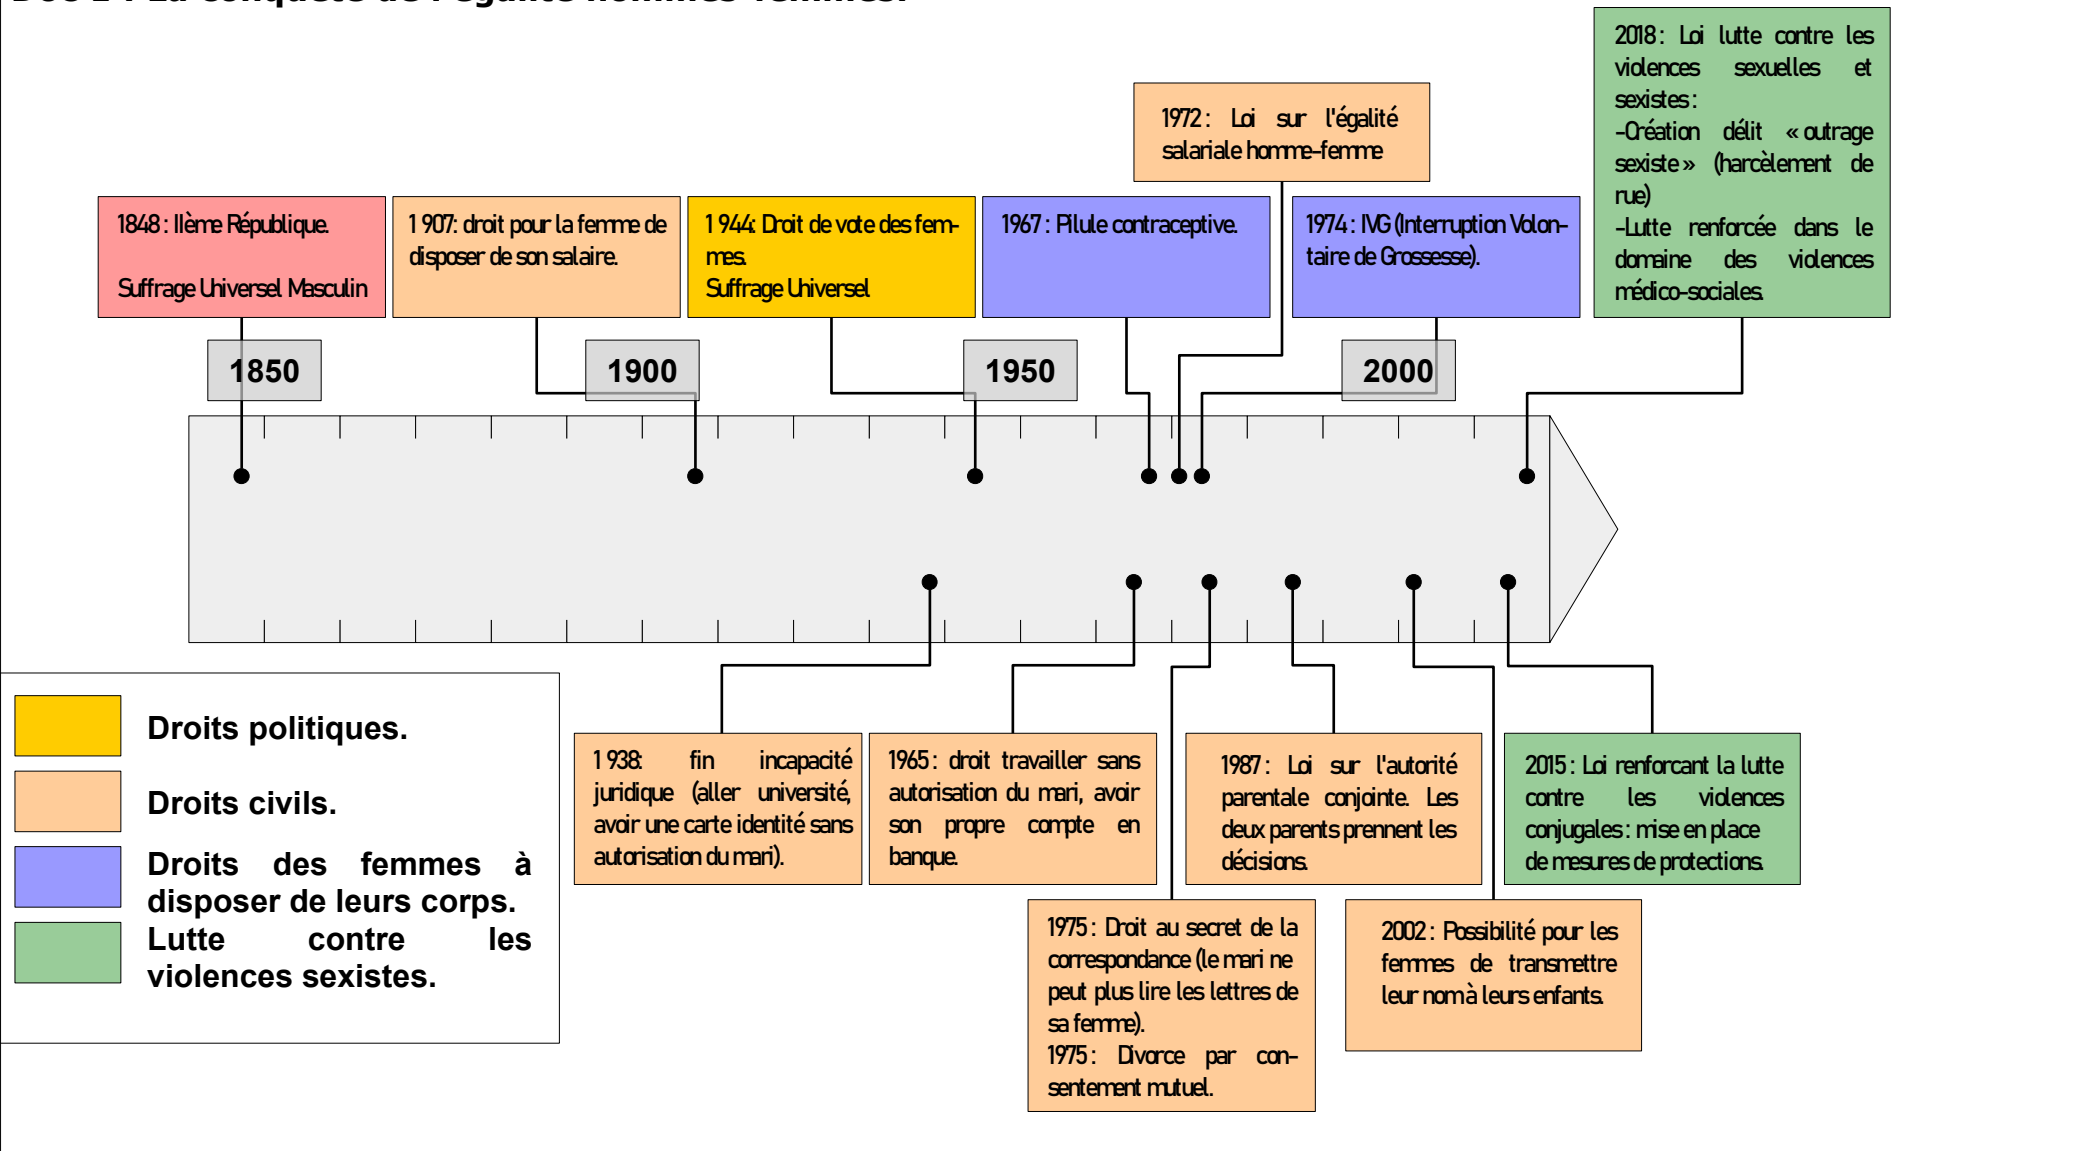 Doc 2 : La conquête de l'égalité hommes-femmes.
2018 : Loi lutte contre les
violences sexuelles et
sexistes :
-Création délit « outrage
sexiste » (harcèlement de
rue)
-Lutte renforcée dans le
domaine des violences
médico-sociales.
1972 : Loi sur l'égalité
salariale homme-femme
1848 : IIème République.
Suffrage Universel Masculin
1 907: droit pour la femme de
disposer de son salaire.
1 944: Droit de vote des fem-
mes.
Suffrage Universel
1967 : Pilule contraceptive.
1974 : IVG (Interruption Volon-
taire de Grossesse).
1850
1900
1950
2000
Droits politiques.
Droits civils.
Droits des femmes à
disposer de leurs corps.
Lutte contre les
violences sexistes.
1 938: fin incapacité
juridique (aller université,
avoir une carte identité sans
autorisation du mari).
1965 : droit travailler sans
autorisation du mari, avoir
son propre compte en
banque.
1987 : Loi sur l'autorité
parentale conjointe. Les
deux parents prennent les
décisions.
2015 : Loi renforcant la lutte
contre les violences
conjugales : mise en place
de mesures de protections.
1975 : Droit au secret de la
correspondance (le mari ne
peut plus lire les lettres de
sa femme).
1975 : Divorce par con-
sentement mutuel.
2002 : Possibilité pour les
femmes de transmettre
leur nom à leurs enfants.